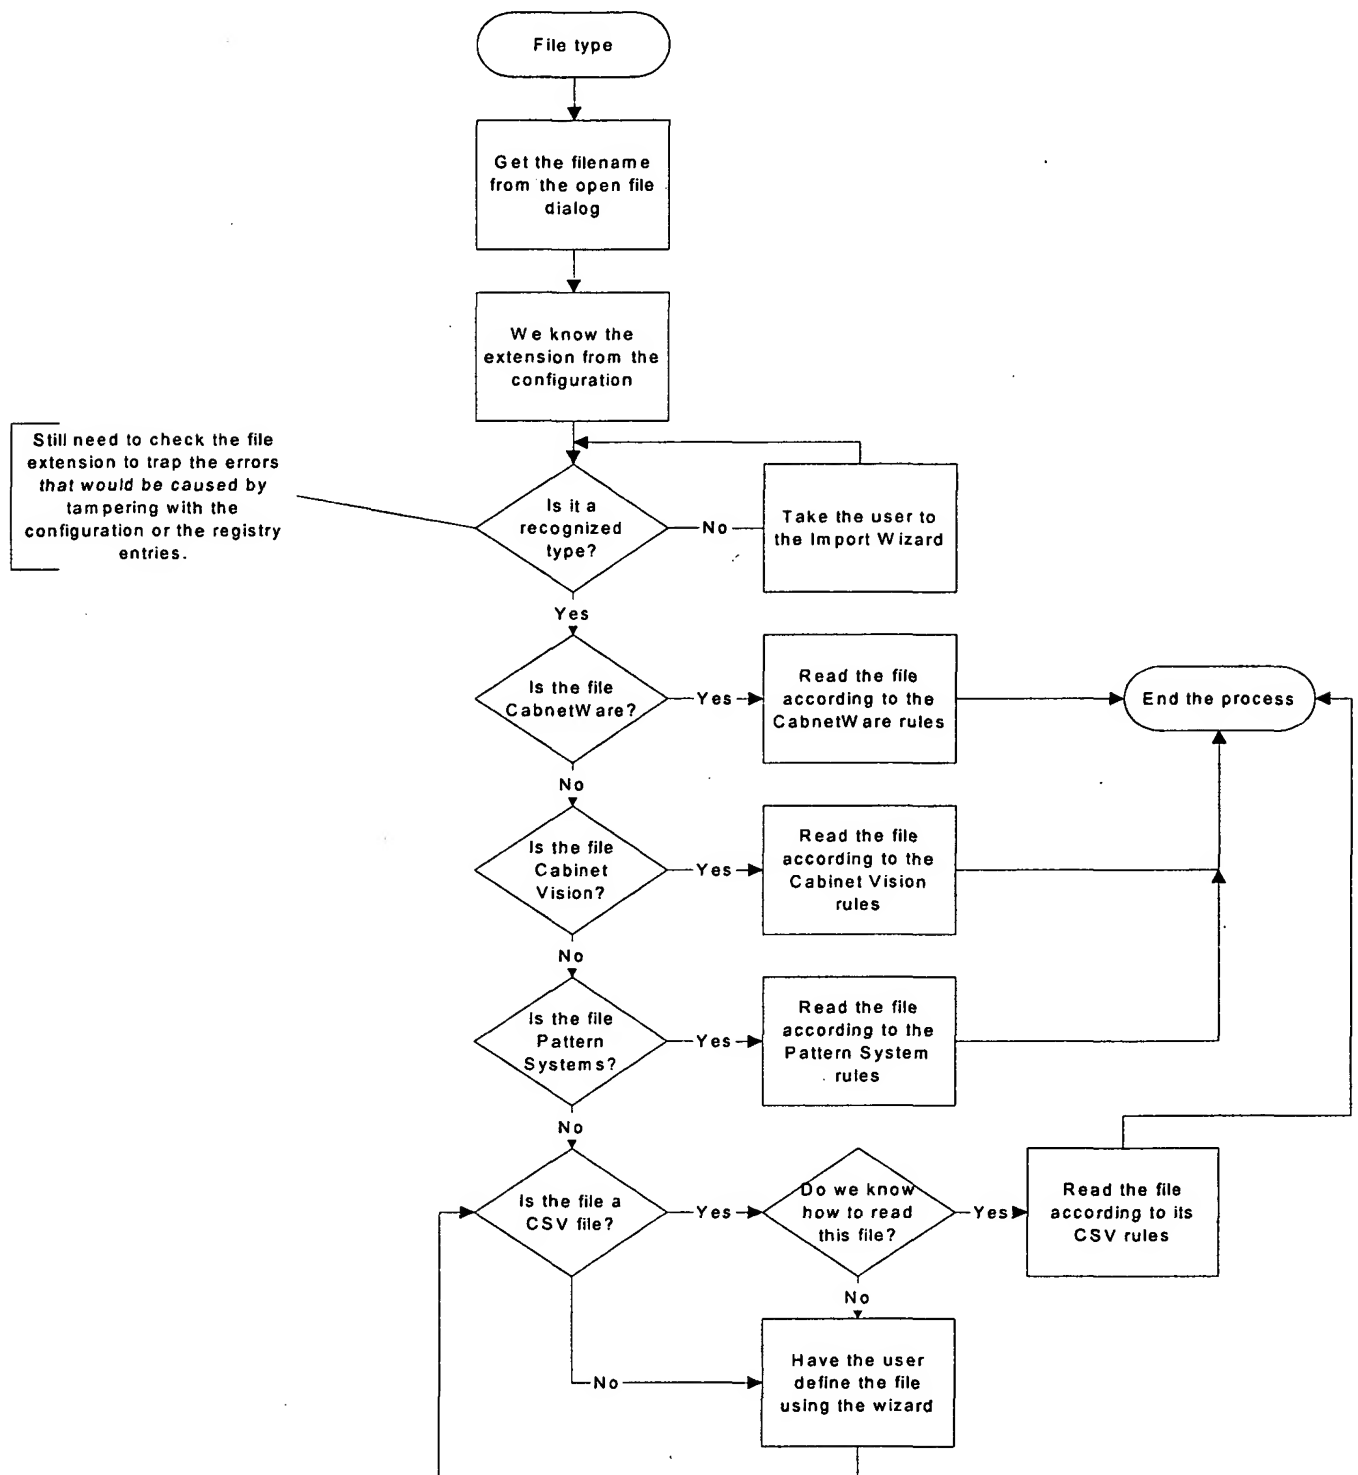 File type
Get the filename
from the open file
dialog
We know the
extension from the
configuration
Still need to check the file
extension to trap the errors
that would be caused by
tampering with the
configuration or the registry
entries.
Is it a
recognized
type?
No
Take the user to
the Import Wizard
Yes
Is the file
CabnetWare?
Yes
Read the file
according to the
CabnetWare rules
End the process
No
Is the file
Cabinet
Vision?
Yes
Read the file
according to the
Cabinet Vision
rules
No
Is the file
Pattern
Systems?
Yes
Read the file
according to the
Pattern System
rules
No
Is the file a
CSV file?
Yes
Do we know
how to read
this file?
Yes
Read the file
according to its
CSV rules
No
No
Have the user
define the file
using the wizard